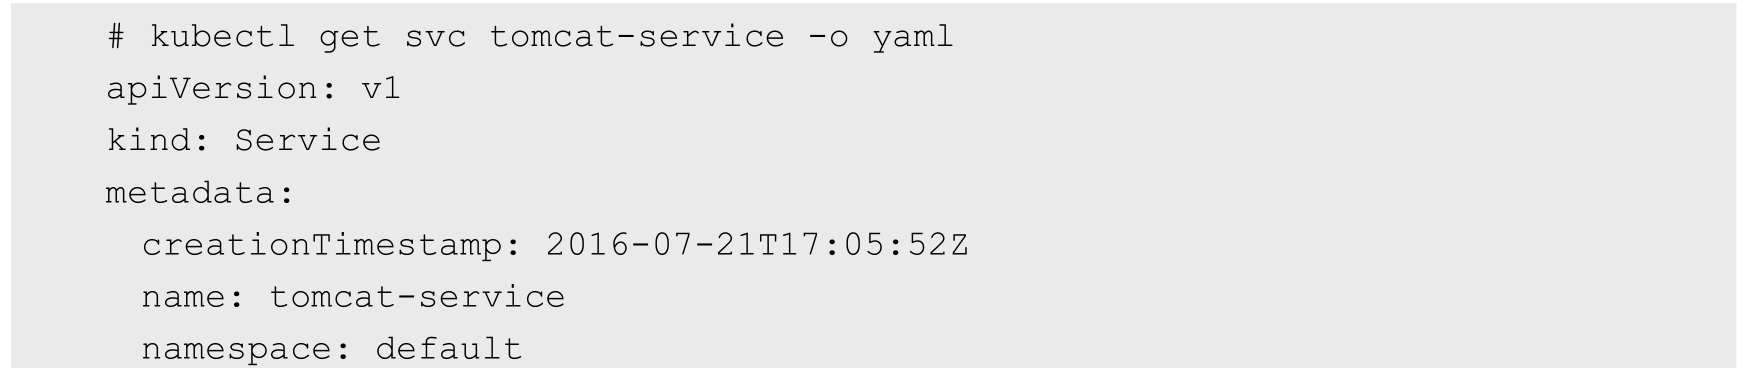 # kubectl get svc tomcat-service -o yaml
apiVersion: v1
kind: Service
metadata:
  creationTimestamp: 2016-07-21T17:05:52Z
  name: tomcat-service
  namespace: default